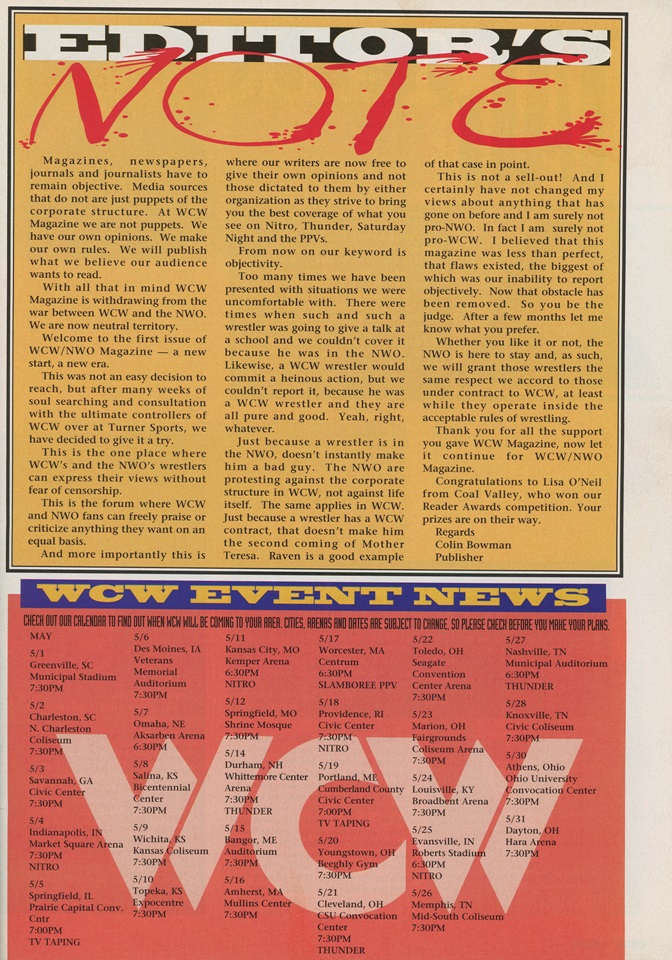 EDITOR'S
NOTE
Magazines, newspapers,
journals and journalists have to
remain objective. Media sources
that do not are just puppets of the
corporate structure. At WCW
Magazine we are not puppets. We
have our own opinions. We make
our own rules. We will publish
what we believe our audience
wants to read.
With all that in mind WCW
Magazine is withdrawing from the
war between WCW and the NWO.
We are now neutral territory.
Welcome to the first issue of
WCW/NWO Magazine — a new
start, a new era.
This was not an easy decision to
reach, but after many weeks of
soul searching and consultation
with the ultimate controllers of
WCW over at Turner Sports, we
have decided to give it a try.
This is the one place where
WCW's and the NWO's wrestlers
can express their views without
fear of censorship.
This is the forum where WCW
and NWO fans can freely praise or
criticize anything they want on an
equal basis.
And more importantly this is
where our writers are now free to
give their own opinions and not
those dictated to them by either
organization as they strive to bring
you the best coverage of what you
see on Nitro, Thunder, Saturday
Night and the PPVs.
From now on our keyword is
objectivity.
Too many times we have been
presented with situations we were
uncomfortable with. There were
times when such and such a
wrestler was going to give a talk at
a school and we couldn't cover it
because he was in the NWO.
Likewise, a WCW wrestler would
commit a heinous action, but we
couldn't report it, because he was
a WCW wrestler and they are
all pure and good. Yeah, right,
whatever.
Just because a wrestler is in
the NWO, doesn't instantly make
him a bad guy. The NWO are
protesting against the corporate
structure in WCW, not against life
itself. The same applies in WCW.
Just because a wrestler has a WCW
contract, that doesn't make him
the second coming of Mother
Teresa. Raven is a good example
of that case in point.
This is not a sell-out! And I
certainly have not changed my
views about anything that has
gone on before and I am surely not
pro-NWO. In fact I am surely not
pro-WCW. I believed that this
magazine was less than perfect,
that flaws existed, the biggest of
which was our inability to report
objectively. Now that obstacle has
been removed. So you be the
judge. After a few months let me
know what you prefer.
Whether you like it or not, the
NWO is here to stay and, as such,
we will grant those wrestlers the
same respect we accord to those
under contract to WCW, at least
while they operate inside the
acceptable rules of wrestling.
Thank you for all the support
you gave WCW Magazine, now let
it continue for WCW/NWO
Magazine.
Congratulations to Lisa O'Neil
from Coal Valley, who won our
Reader Awards competition. Your
prizes are on their way.
Regards
Colin Bowman
Publisher
WCW EVENT NEWS
CHECK OUT OUR CALENDAR TO FIND OUT WHEN WCW WILL BE COMING TO YOUR AREA. CITIES, ARENAS AND DATES ARE SUBJECT TO CHANGE, SO PLEASE CHECK BEFORE YOU MAKE YOUR PLANS.
MAY
5/1
Greenville, SC
Municipal Stadium
7:30PM
5/2
Charleston, SC
N. Charleston
Coliseum
7:30PM
5/3
Savannah, GA
Civic Center
7:30PM
5/4
Indianapolis, IN
Market Square Arena
7:30PM
NITRO
5/5
Springfield, IL
Prairie Capital Conv.
Cntr
7:00PM
TV TAPING
5/6
Des Moines, IA
Veterans
Memorial
Auditorium
7:30PM
5/7
Omaha, NE
Aksarben Arena
6:30PM
5/8
Salina, KS
Bicentennial
Center
7:30PM
5/9
Wichita, KS
Kansas Coliseum
7:30PM
5/10
Topeka, KS
Expocentre
7:30PM
5/11
Kansas City, MO
Kemper Arena
6:30PM
NITRO
5/12
Springfield, MO
Shrine Mosque
7:30PM
5/14
Durham, NH
Whittemore Center
Arena
7:30PM
THUNDER
5/15
Bangor, ME
Auditorium
7:30PM
5/16
Amherst, MA
Mullins Center
7:30PM
5/17
Worcester, MA
Centrum
6:30PM
SLAMBOREE PPV
5/18
Providence, RI
Civic Center
7:30PM
NITRO
5/19
Portland, ME
Cumberland County
Civic Center
7:00PM
TV TAPING
5/20
Youngstown, OH
Beeghly Gym
7:30PM
5/21
Cleveland, OH
CSU Convocation
Center
7:30PM
THUNDER
5/22
Toledo, OH
Seagate
Convention
Center Arena
7:30PM
5/23
Marion, OH
Fairgrounds
Coliseum Arena
7:30PM
5/24
Louisville, KY
Broadbent Arena
7:30PM
5/25
Evansville, IN
Roberts Stadium
6:30PM
NITRO
5/26
Memphis, TN
Mid-South Coliseum
7:30PM
5/27
Nashville, TN
Municipal Auditorium
6:30PM
THUNDER
5/28
Knoxville, TN
Civic Coliseum
7:30PM
5/30
Athens, Ohio
Ohio University
Convocation Center
7:30PM
5/31
Dayton, OH
Hara Arena
7:30PM
WCW